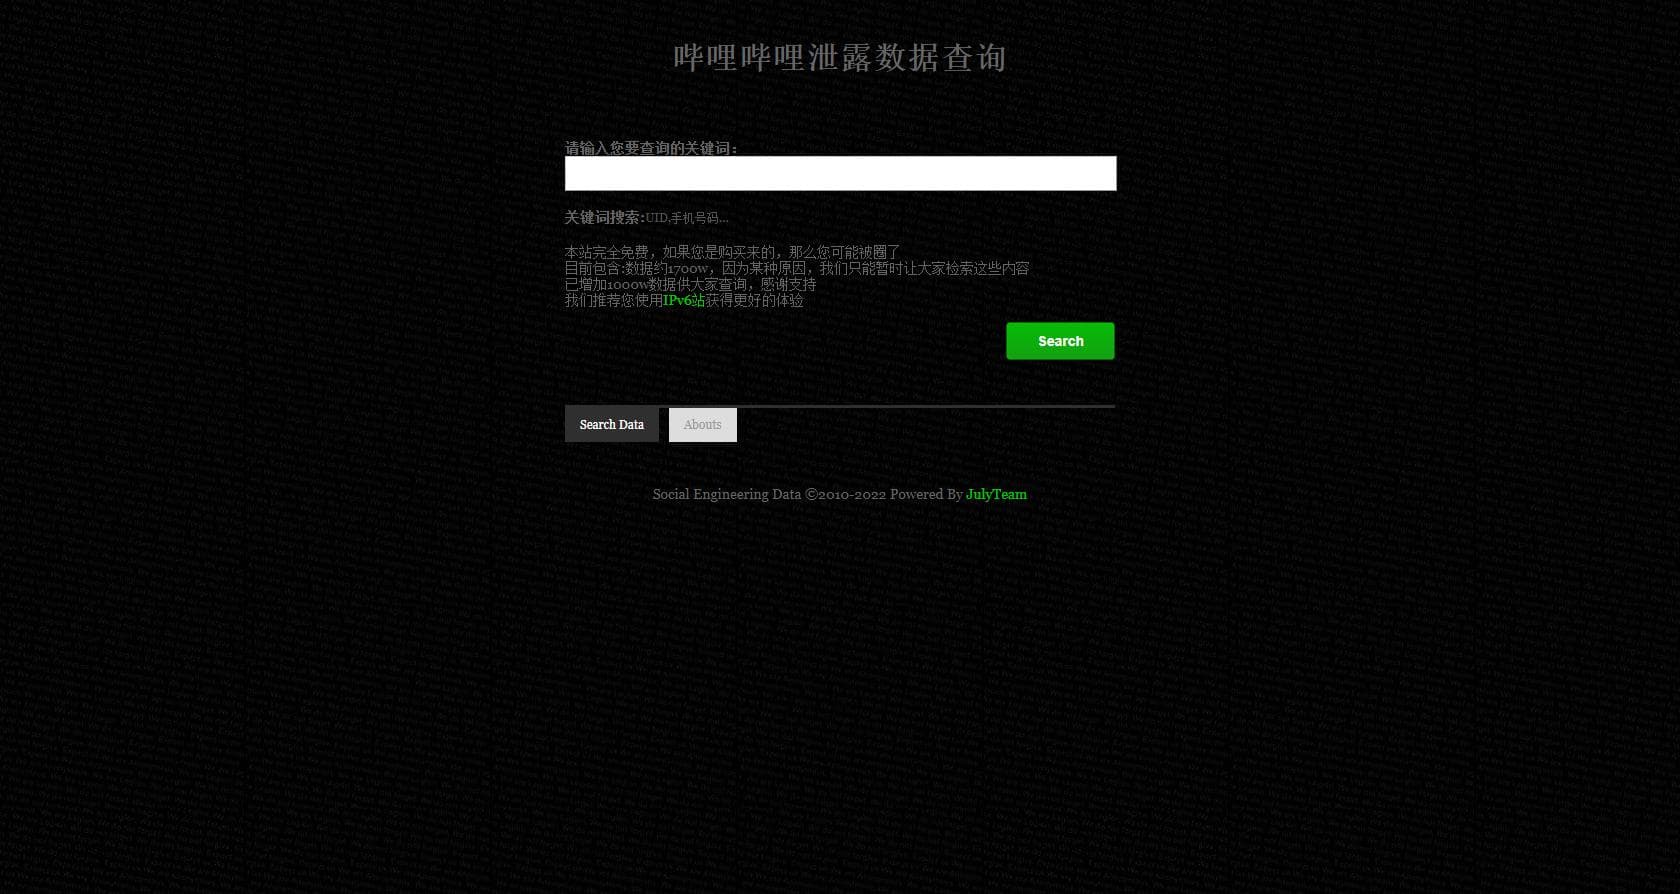 哔哩哔哩泄露数据查询
请输入您要查询的关键词：
关键词搜索:UID,手机号码...
本站完全免费，如果您是购买来的，那么您可能被圈了
目前包含:数据约1700w，因为某种原因，我们只能暂时让大家检索这些内容
已增加1000w数据供大家查询，感谢支持
我们推荐您使用IPv6站获得更好的体验
Search
Search Data Abouts
Social Engineering Data ©2010-2022 Powered By JulyTeam